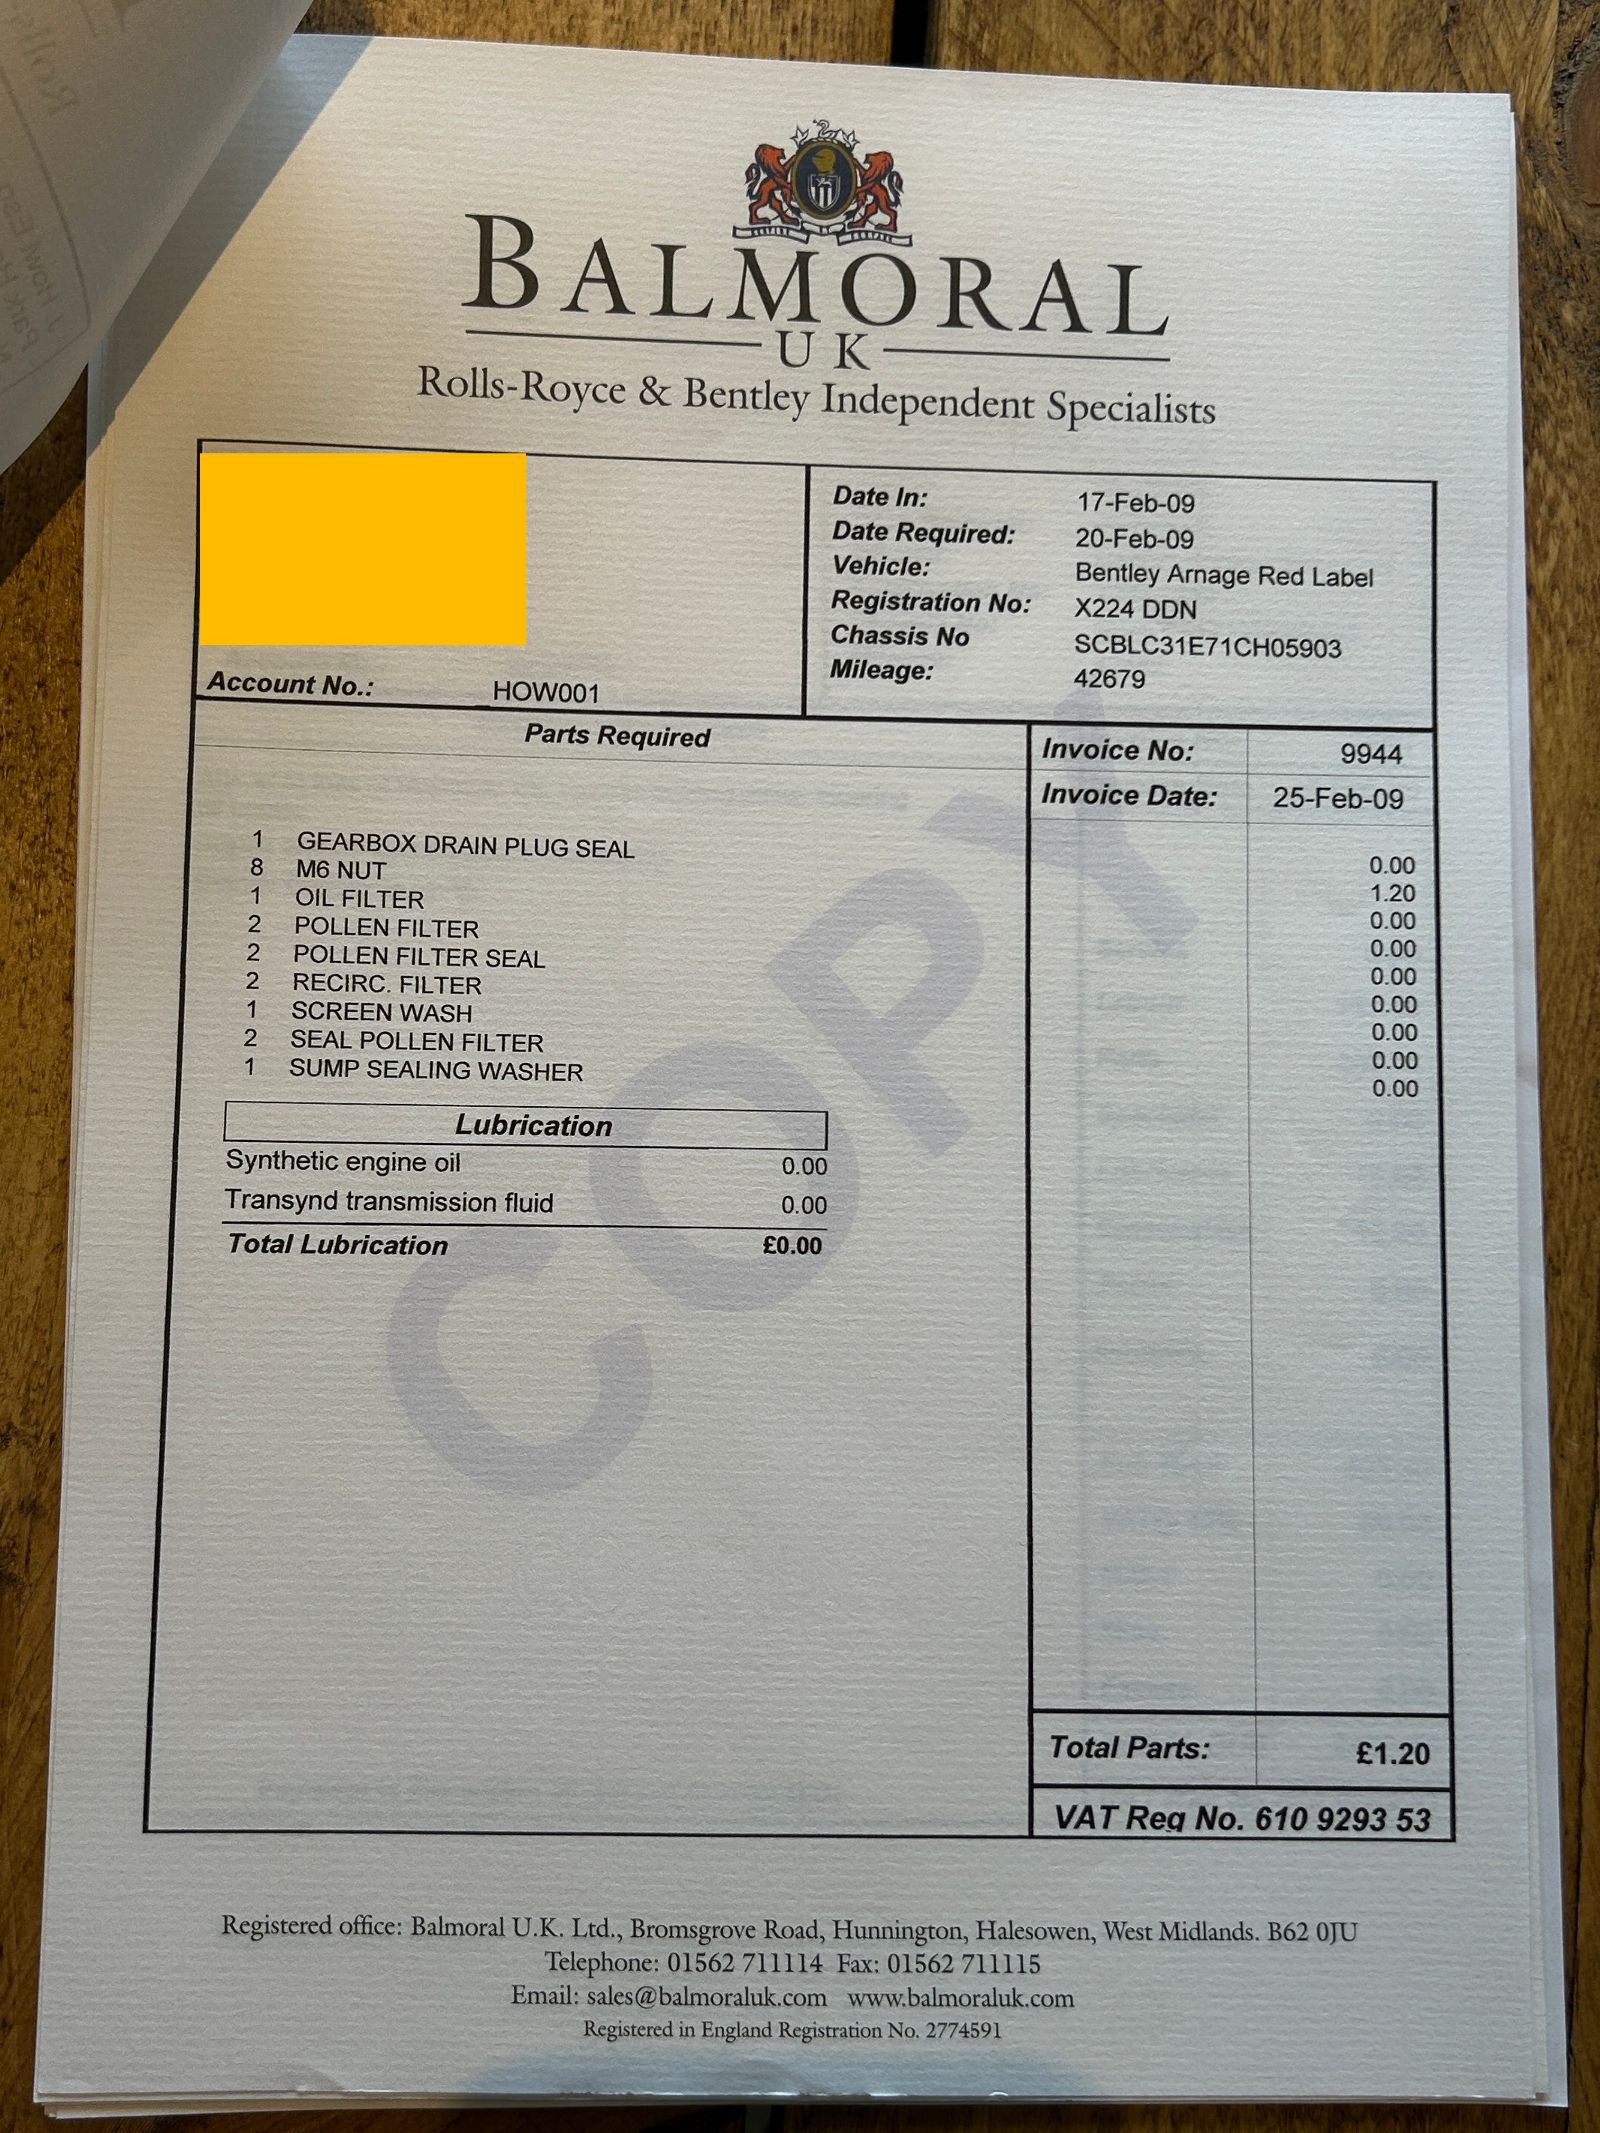 BALMORAL
UK
Rolls-Royce & Bentley Independent Specialists
Date In: 17-Feb-09
Date Required: 20-Feb-09
Vehicle: Bentley Arnage Red Label
Registration No: X224 DDN
Chassis No SCBLC31E71CH05903
Mileage: 42679
Account No.: HOW001
Parts Required
Invoice No: 9944
Invoice Date: 25-Feb-09
1 GEARBOX DRAIN PLUG SEAL 0.00
8 M6 NUT 1.20
1 OIL FILTER 0.00
2 POLLEN FILTER 0.00
2 POLLEN FILTER SEAL 0.00
2 RECIRC. FILTER 0.00
1 SCREEN WASH 0.00
2 SEAL POLLEN FILTER 0.00
1 SUMP SEALING WASHER 0.00
Lubrication
Synthetic engine oil 0.00
Transynd transmission fluid 0.00
Total Lubrication £0.00
COPY
Total Parts: £1.20
VAT Reg No. 610 9293 53
Registered office: Balmoral U.K. Ltd., Bromsgrove Road, Hunnington, Halesowen, West Midlands. B62 0JU
Telephone: 01562 711114 Fax: 01562 711115
Email: sales@balmoraluk.com www.balmoraluk.com
Registered in England Registration No. 2774591